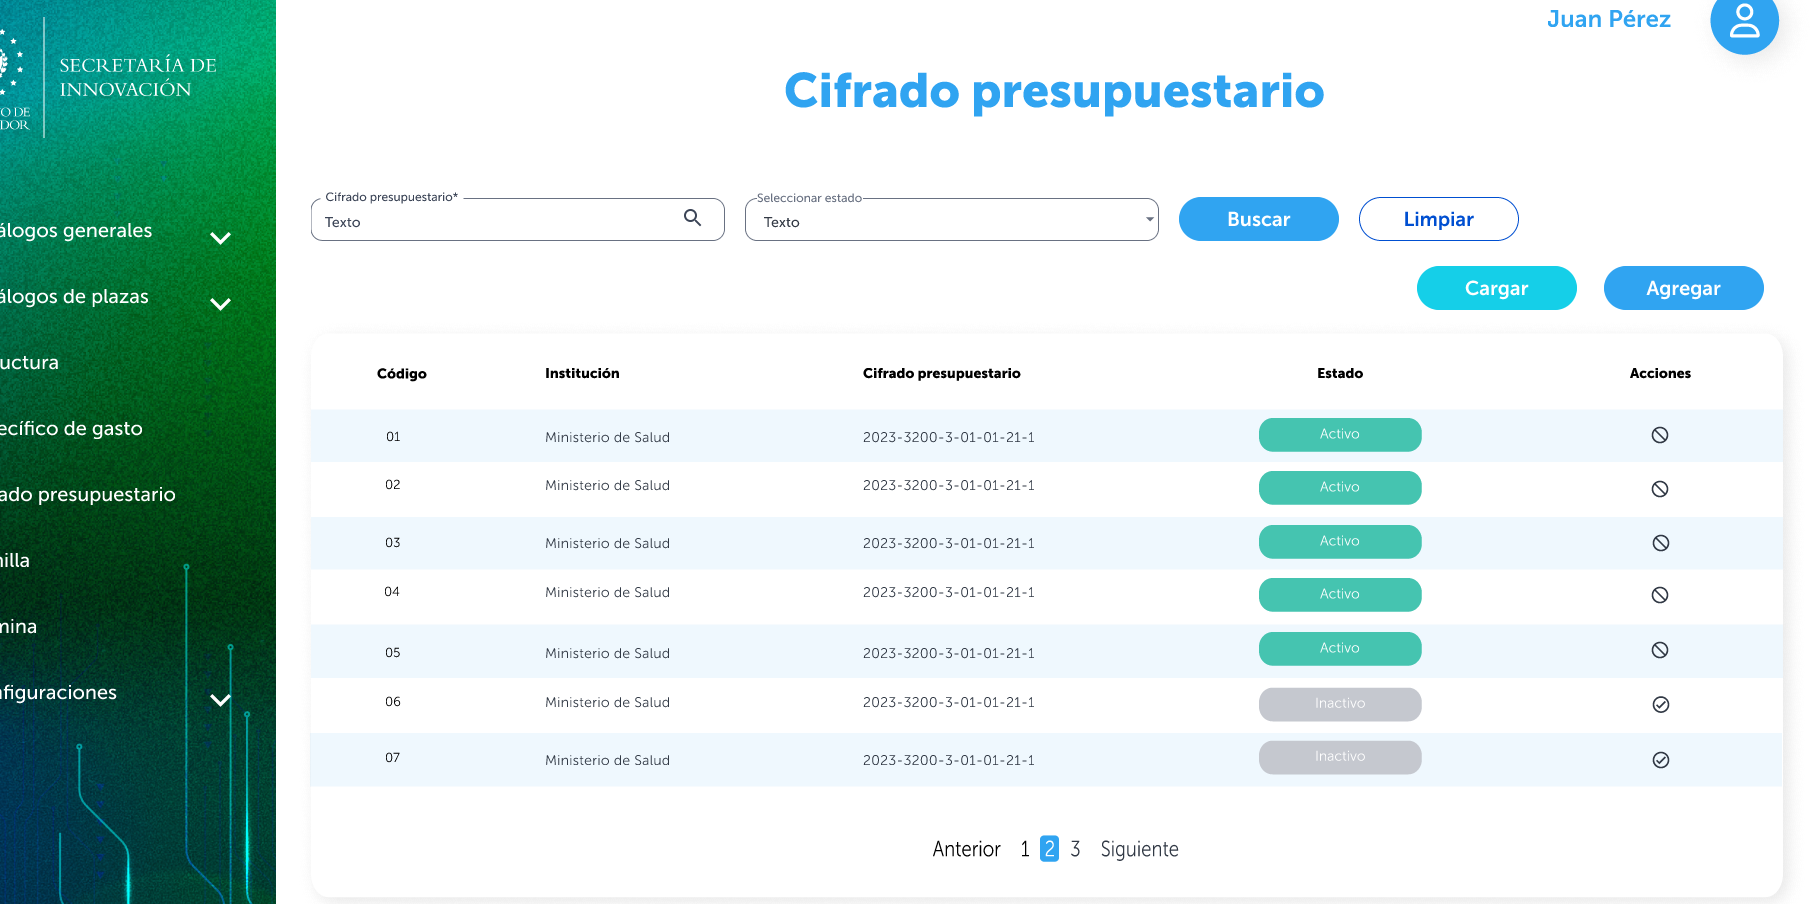 Juan Pérez
SECRETARÍA DE
INNOVACIÓN
Cifrado presupuestario
Cifrado presupuestario*
Texto
Seleccionar estado
Texto
Buscar
Limpiar
Cargar
Agregar
álogos generales
álogos de plazas
uctura
ecífico de gasto
ado presupuestario
illa
mina
nfiguraciones
Código Institución Cifrado presupuestario Estado Acciones
01 Ministerio de Salud 2023-3200-3-01-01-21-1 Activo
02 Ministerio de Salud 2023-3200-3-01-01-21-1 Activo
03 Ministerio de Salud 2023-3200-3-01-01-21-1 Activo
04 Ministerio de Salud 2023-3200-3-01-01-21-1 Activo
05 Ministerio de Salud 2023-3200-3-01-01-21-1 Activo
06 Ministerio de Salud 2023-3200-3-01-01-21-1 Inactivo
07 Ministerio de Salud 2023-3200-3-01-01-21-1 Inactivo
Anterior 1 2 3 Siguiente